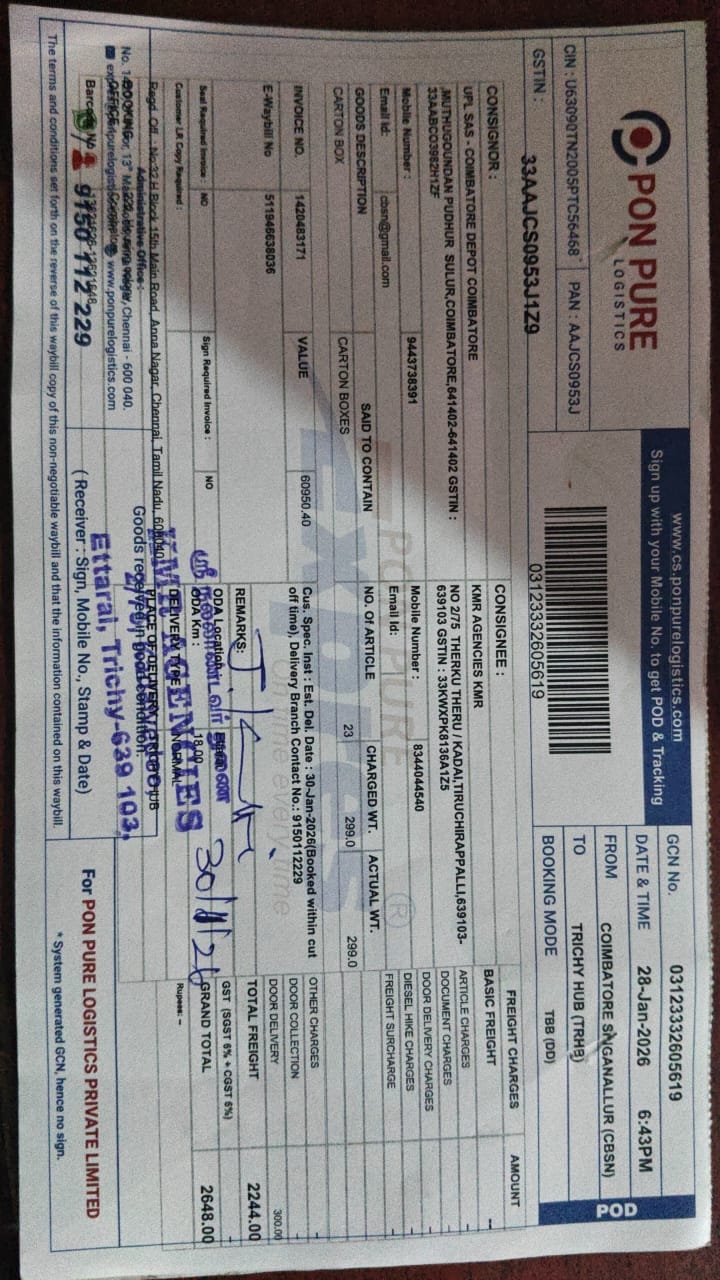 PON PURE
LOGISTICS
www.cs.ponpurelogistics.com
Sign up with your Mobile No. to get POD & Tracking
CIN : U63090TN2005PTC56468
PAN : AAJCS0953J
GSTIN :
33AAJCS0953J1Z9
03123332605619
GCN No.
03123332605619
DATE & TIME
28-Jan-2026
6:43PM
FROM
COIMBATORE SINGANALLUR (CBSN)
TO
TRICHY HUB (TRHB)
BOOKING MODE
TBB (DD)
POD
CONSIGNOR :
UPL SAS - COIMBATORE DEPOT COIMBATORE
,MUTHUGOUNDAN PUDHUR SULUR,COIMBATORE,641402-641402 GSTIN :
33AABCO3982H1ZF
Mobile Number :
9443738391
Email Id:
cbsn@gmail.com
CONSIGNEE :
KMR AGENCIES KMR
NO 2/75 THERKU THERU / KADAI,TIRUCHIRAPPALLI,639103-
639103 GSTIN : 33KWXPK8136A1Z5
Mobile Number :
8344044540
Email Id:
GOODS DESCRIPTION
SAID TO CONTAIN
NO. OF ARTICLE
CHARGED WT.
ACTUAL WT.
CARTON BOX
CARTON BOXES
23
299.0
299.0
INVOICE NO.
1420483171
VALUE
60950.40
E-Waybill No
511946638036
Cus. Spec. Inst : Est. Del. Date : 30-Jan-2026(Booked within cut
off time), Delivery Branch Contact No.: 9150112229
REMARKS:
Seal Required Invoice :
NO
Sign Required Invoice :
NO
Customer LR Copy Required :
ODA Location
ODA Km :
18.00
DELIVERY TYPE
NORMAL
PLACE OF DELIVERY
FREIGHT CHARGES
AMOUNT
BASIC FREIGHT
--
ARTICLE CHARGES
-
DOCUMENT CHARGES
-
DOOR DELIVERY CHARGES
-
DIESEL HIKE CHARGES
-
FREIGHT SURCHARGE
-
OTHER CHARGES
-
DOOR COLLECTION
-
DOOR DELIVERY
300.00
TOTAL FREIGHT
2244.00
GST (SGST 6% + CGST 6%)
-
GRAND TOTAL
2648.00
Rupees: --
30/1/26
KMR AGENCIES
Ettarai, Trichy-639 103.
Regd. Off. : No:32 H Block 15th Main Road, Anna Nagar, Chennai, Tamil Nadu, 600040
Administrative Office :
Chennai - 600 040.
www.ponpurelogistics.com
9150 112 229
Goods received in good condition.
( Receiver : Sign, Mobile No., Stamp & Date)
For PON PURE LOGISTICS PRIVATE LIMITED
* System generated GCN, hence no sign.
The terms and conditions set forth on the reverse of this waybill copy of this non-negotiable waybill and that the information contained on this waybill.